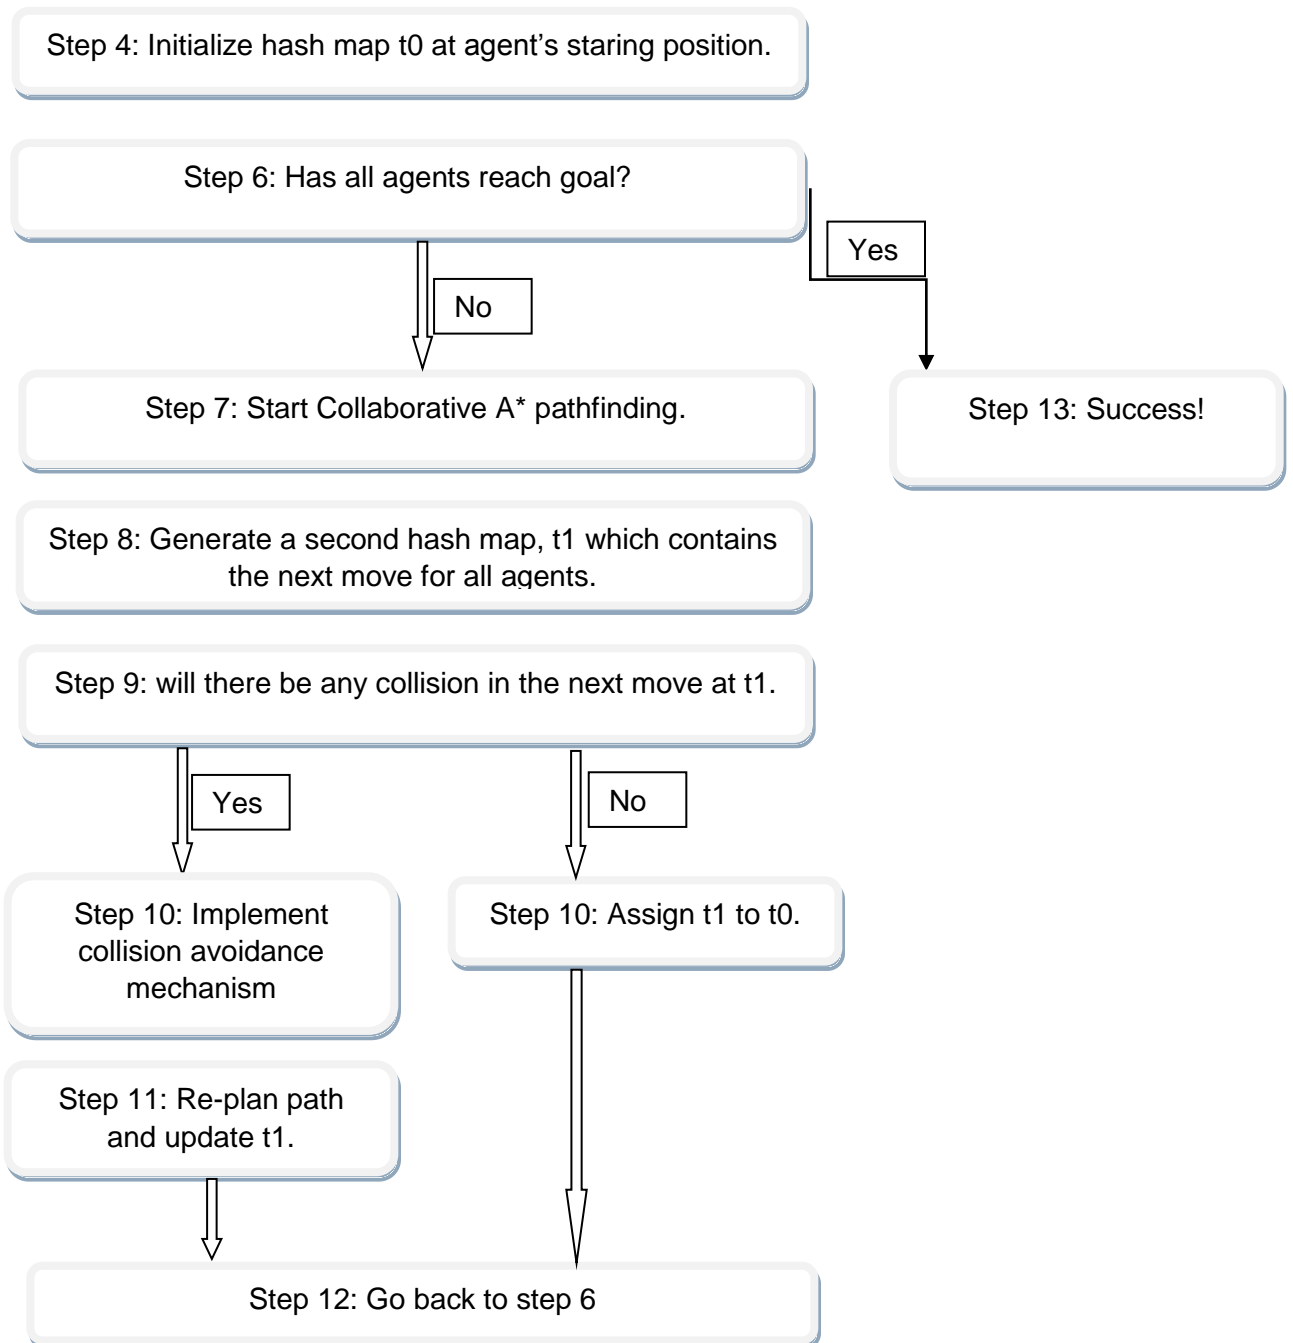 Step 4: Initialize hash map t0 at agent's staring position.
Step 6: Has all agents reach goal?
Yes
No
Step 7: Start Collaborative A* pathfinding.
Step 13: Success!
Step 8: Generate a second hash map, t1 which contains
the next move for all agents.
Step 9: will there be any collision in the next move at t1.
Yes
No
Step 10: Implement
collision avoidance
mechanism
Step 10: Assign t1 to t0.
Step 11: Re-plan path
and update t1.
Step 12: Go back to step 6